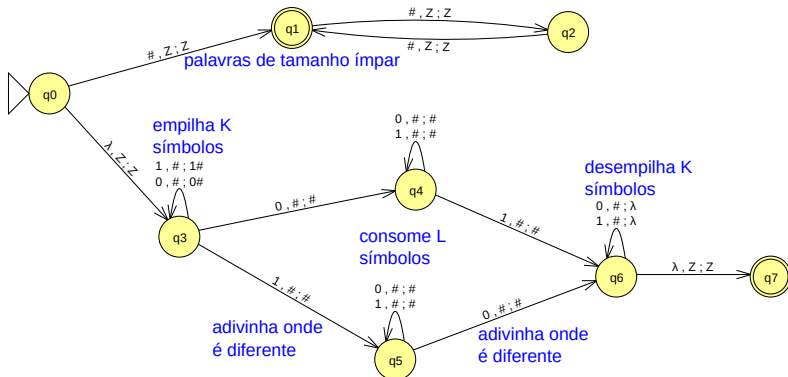 q1
# , Z ; Z
q2
# , Z ; Z
# , Z ; Z
palavras de tamanho ímpar
q0
λ , Z ; Z
empilha K
símbolos
1 , # ; 1#
0 , # ; 0#
q3
0 , # ; #
1 , # ; #
q4
0 , # ; #
1 , # ; #
consome L
símbolos
desempilha K
símbolos
0 , # ; λ
1 , # ; λ
q6
λ , Z ; Z
q7
1 , # ; #
0 , # ; #
1 , # ; #
0 , # ; #
adivinha onde
é diferente
adivinha onde
é diferente
q5